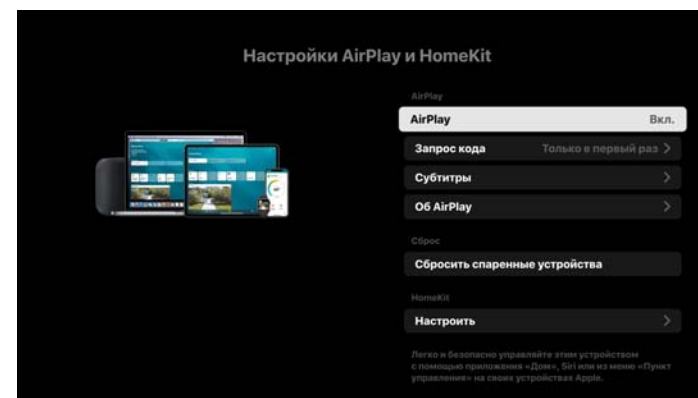 Настройки AirPlay и HomeKit
AirPlay
AirPlay Вкл.
Запрос кода Только в первый раз
Субтитры
Об AirPlay
Сброс
Сбросить спаренные устройства
HomeKit
Настроить
Легко и безопасно управляйте этим устройством
с помощью приложения «Дом», Siri или из меню «Пункт
управления» на своих устройствах Apple.